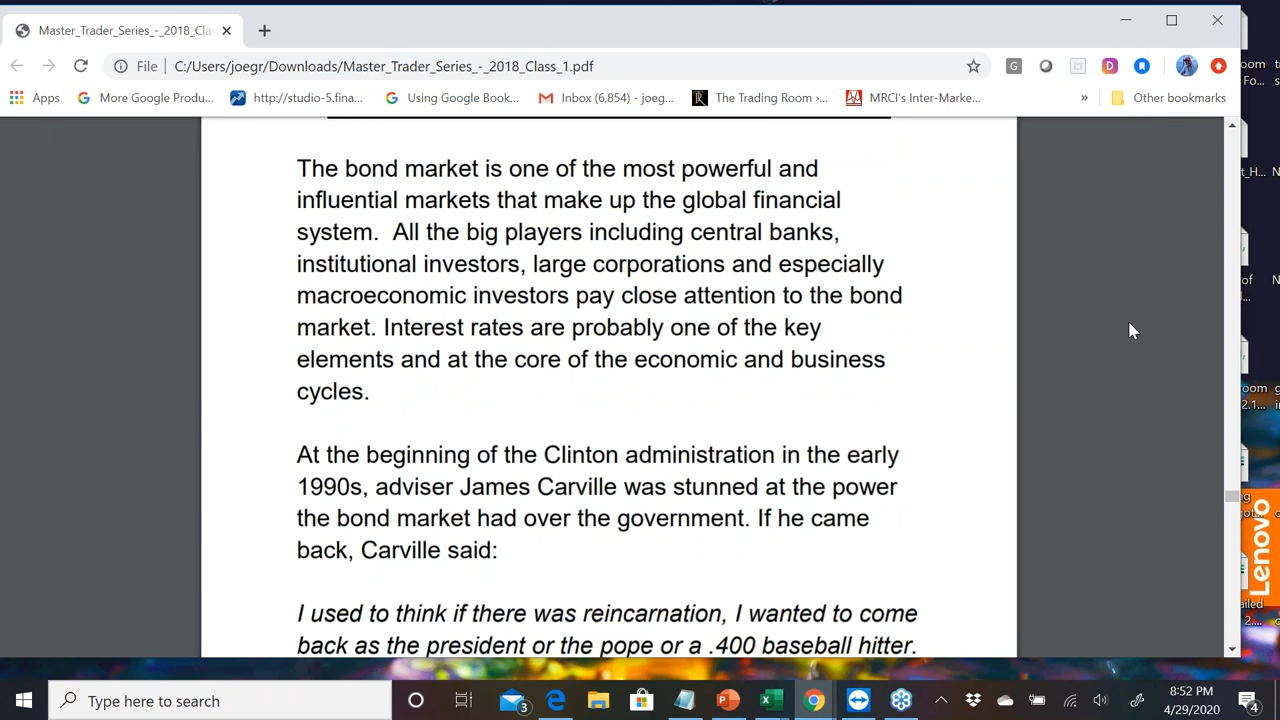 Master_Trader_Series_-_2018_Cla
File
C:/Users/joegr/Downloads/Master_Trader_Series_-_2018_Class_1.pdf
Apps
More Google Produ...
http://studio-5.fina...
Using Google Book...
Inbox (6,854) - joeg...
The Trading Room ›...
MRCI's Inter-Marke...
»
Other bookmarks
The bond market is one of the most powerful and
influential markets that make up the global financial
system.  All the big players including central banks,
institutional investors, large corporations and especially
macroeconomic investors pay close attention to the bond
market. Interest rates are probably one of the key
elements and at the core of the economic and business
cycles.
At the beginning of the Clinton administration in the early
1990s, adviser James Carville was stunned at the power
the bond market had over the government. If he came
back, Carville said:
I used to think if there was reincarnation, I wanted to come
back as the president or the pope or a .400 baseball hitter.
Lenovo
Type here to search
3
8:52 PM
4/29/2020
4